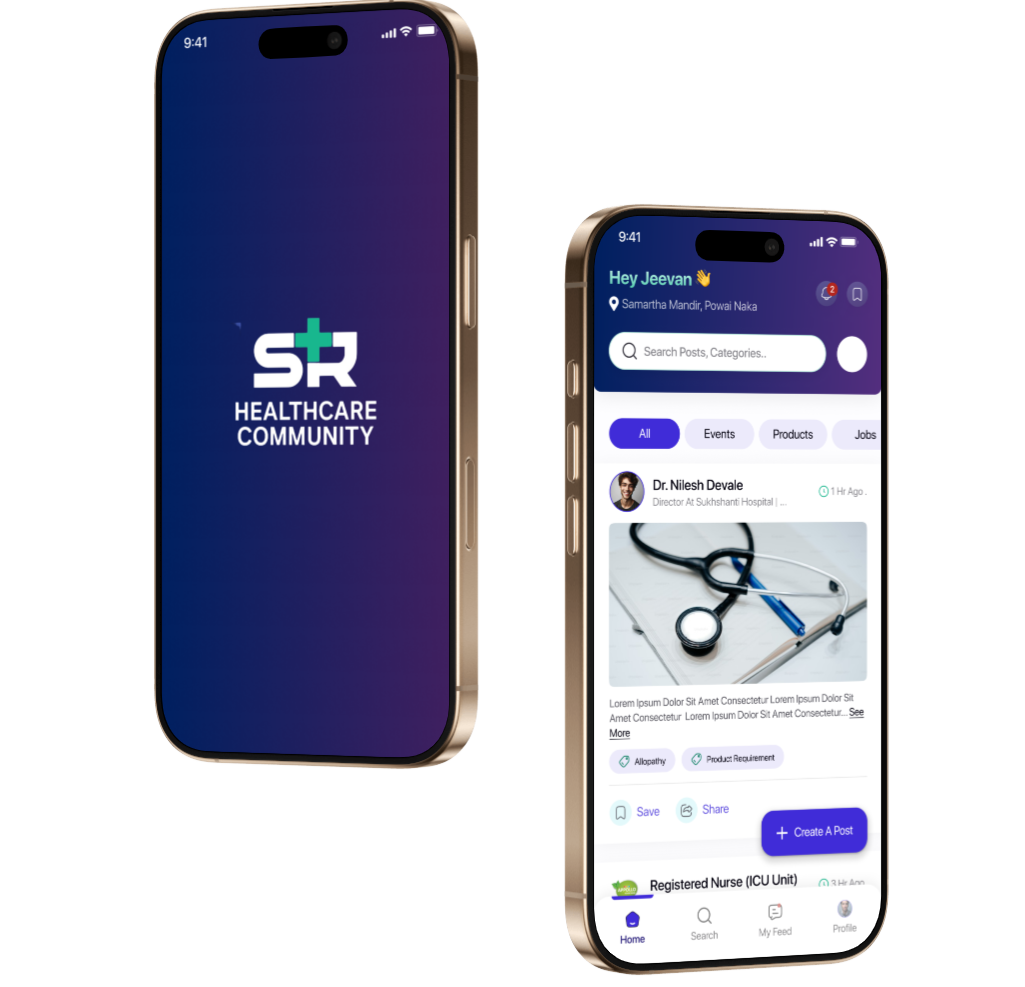 9:41
SR
HEALTHCARE
COMMUNITY
9:41
Hey Jeevan 👋
Samartha Mandir, Powai Naka
2
Search Posts, Categories..
All
Events
Products
Jobs
Dr. Nilesh Devale
1 Hr Ago .
Director At Sukhshanti Hospital | ...
Lorem Ipsum Dolor Sit Amet Consectetur Lorem Ipsum Dolor Sit
Amet Consectetur Lorem Ipsum Dolor Sit Amet Consectetur... See
More
Allopathy
Product Requirement
Save
Share
+ Create A Post
Registered Nurse (ICU Unit)
3 Hr Ago
Home
Search
My Feed
Profile